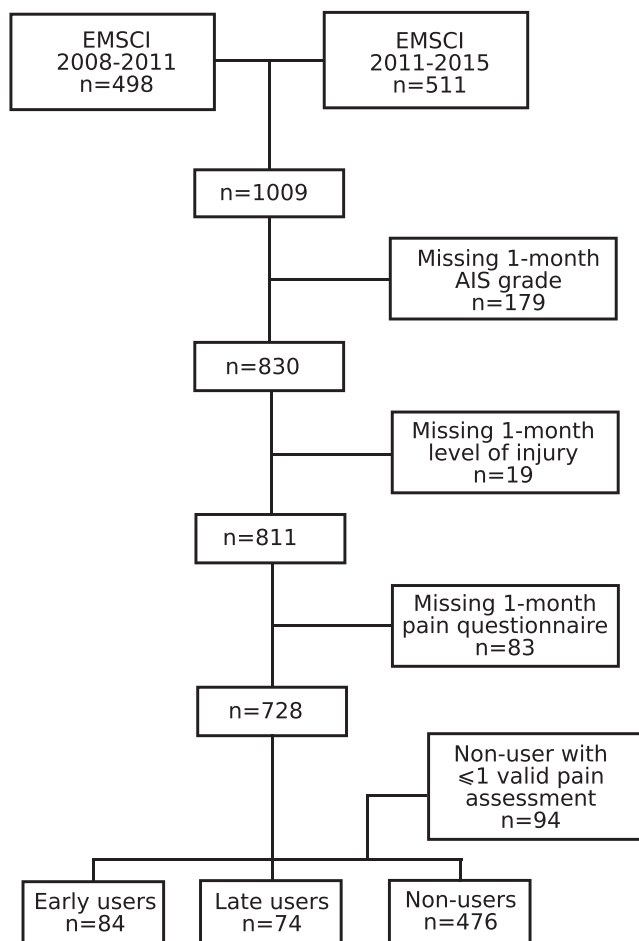 EMSCI
2008-2011
n=498
EMSCI
2011-2015
n=511
n=1009
Missing 1-month
AIS grade
n=179
n=830
Missing 1-month
level of injury
n=19
n=811
Missing 1-month
pain questionnaire
n=83
n=728
Non-user with
⩽1 valid pain
assessment
n=94
Early users
n=84
Late users
n=74
Non-users
n=476